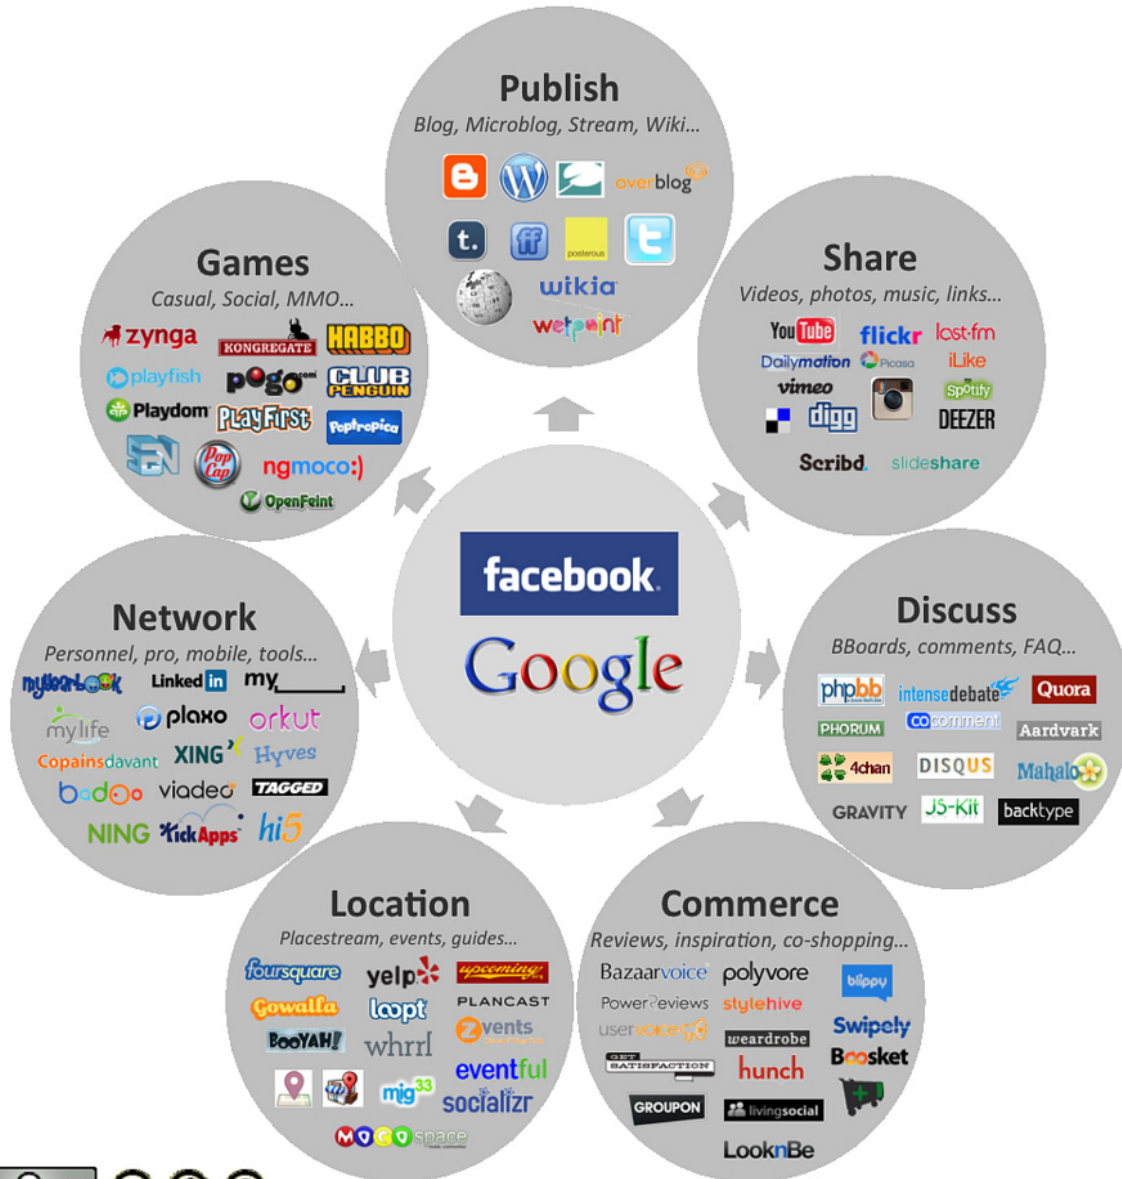 Publish
Blog, Microblog, Stream, Wiki...
overblog
t.
ff
posterous
t
wikia
wetpaint
Games
Casual, Social, MMO...
zynga
KONGREGATE
HABBO
playfish
pogo.com
CLUB PENGUIN
Playdom
PLAYFIRST
Poptropica
PopCap
ngmoco:)
OpenFeint
Share
Videos, photos, music, links...
YouTube
flickr
last·fm
Dailymotion
Picasa
iLike
vimeo
Spotify
digg
DEEZER
Scribd.
slideshare
facebook.
Google
Network
Personnel, pro, mobile, tools...
myYearbook
Linked in
my_____
mylife
plaxo
orkut
Copainsdavant
XING
Hyves
badoo
viadeo
TAGGED
NING
KickApps
hi5
Discuss
BBoards, comments, FAQ...
phpbb
intensedebate
Quora
PHORUM
cocomment
Aardvark
4chan
DISQUS
Mahalo
GRAVITY
JS-Kit
backtype
Location
Placestream, events, guides...
foursquare
yelp
upcoming
Gowalla
loopt
PLANCAST
BOOYAH!
whrrl
Zvents
eventful
mig33
socializr
MOCOspace
Commerce
Reviews, inspiration, co-shopping...
Bazaarvoice
polyvore
blippy
PowerReviews
stylehive
uservoice
weardrobe
Swipely
GET SATISFACTION
hunch
Boosket
GROUPON
livingsocial
LooknBe